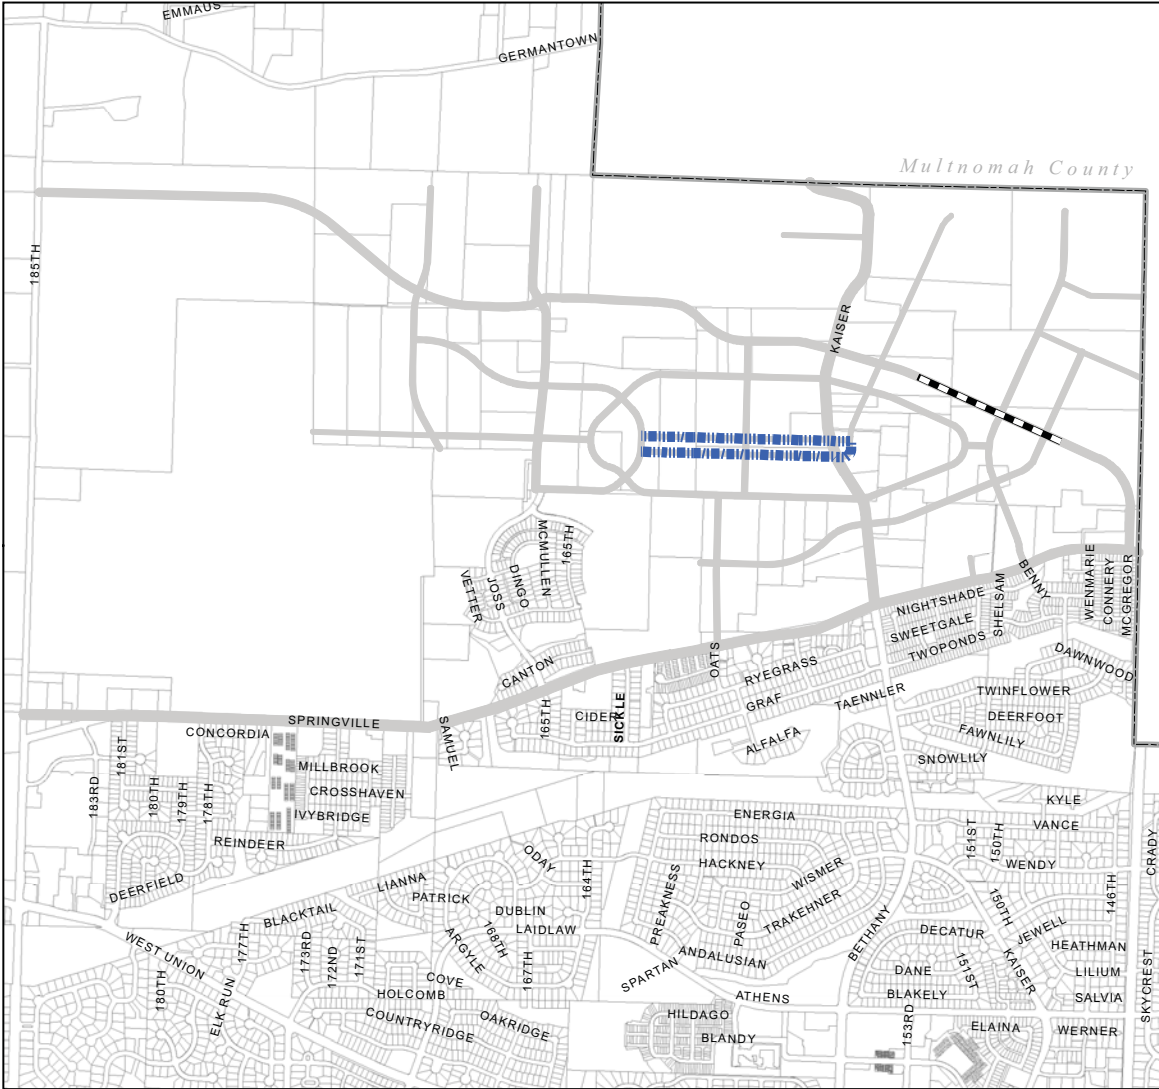 EMMAUS
GERMANTOWN
Multnomah County
185TH
KAISER
MCMULLEN
165TH
DINGO
JOSS
VETTER
BENNY
WENMARIE
CONNERY
MCGREGOR
SHELSAM
NIGHTSHADE
SWEETGALE
TWOPONDS
OATS
RYEGRASS
CANTON
DAWNWOOD
GRAF
TAENNLER
TWINFLOWER
SICKLE
CIDER
165TH
DEERFOOT
SPRINGVILLE
SAMUEL
CONCORDIA
ALFALFA
FAWNLILY
181ST
SNOWLILY
MILLBROOK
183RD
180TH
179TH
178TH
CROSSHAVEN
KYLE
IVYBRIDGE
ENERGIA
VANCE
151ST
150TH
CRADY
REINDEER
RONDOS
ODAY
HACKNEY
WENDY
WISMER
164TH
LIANNA
DEERFIELD
146TH
PATRICK
PREAKNESS
PASEO
TRAKEHNER
150TH
DUBLIN
BLACKTAIL
LAIDLAW
168TH
BETHANY
DECATUR
JEWELL
WEST UNION
177TH
173RD
172ND
171ST
ARGYLE
167TH
ANDALUSIAN
HEATHMAN
SPARTAN
DANE
151ST
KAISER
LILIUM
180TH
COVE
HOLCOMB
BLAKELY
SALVIA
SKYCREST
ELK RUN
ATHENS
COUNTRYRIDGE
OAKRIDGE
HILDAGO
153RD
ELAINA
WERNER
BLANDY